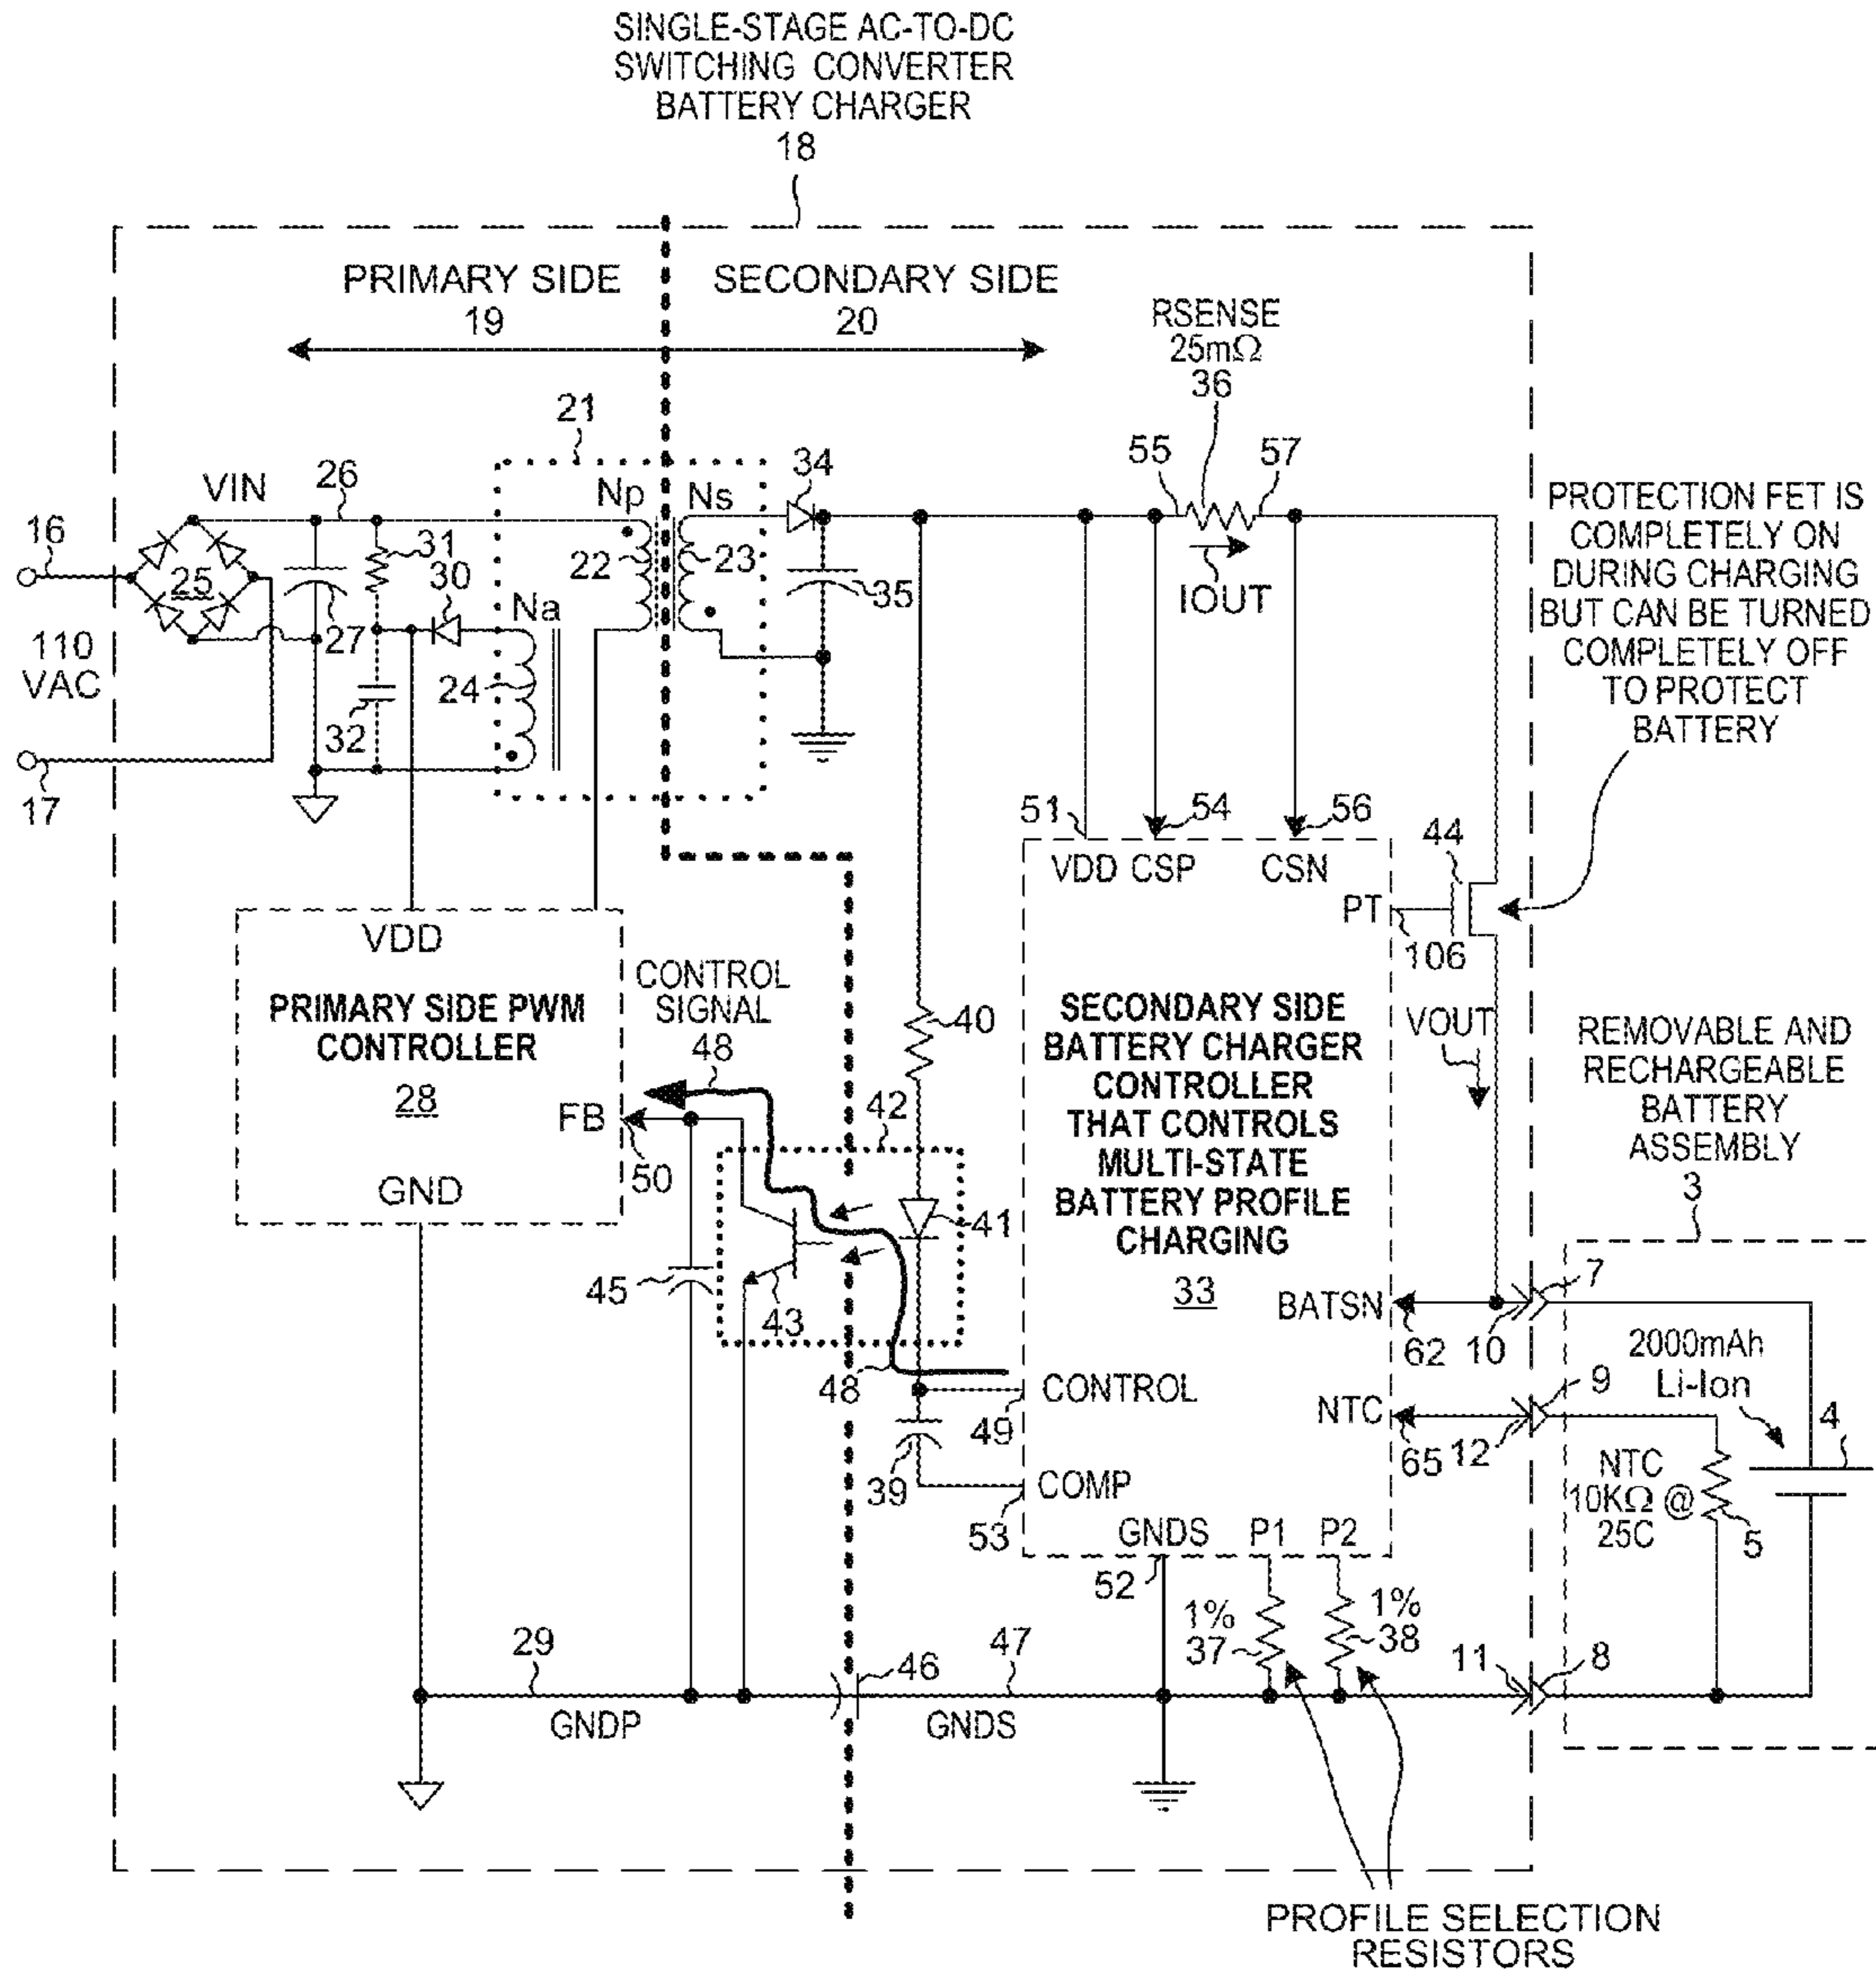 SINGLE-STAGE AC-TO-DC
SWITCHING CONVERTER
BATTERY CHARGER
18
PRIMARY SIDE
19
SECONDARY SIDE
20
RSENSE
25mΩ
36
21
55
57
34
VIN
26
Np
Ns
16
25
31
30
22
23
35
IOUT
27
Na
110
VAC
24
32
17
PROTECTION FET IS
COMPLETELY ON
DURING CHARGING
BUT CAN BE TURNED
COMPLETELY OFF
TO PROTECT
BATTERY
51
54
56
44
VDD
CSP
CSN
PT
106
VDD
PRIMARY SIDE PWM
CONTROLLER
28
FB
50
GND
CONTROL
SIGNAL
48
40
42
41
43
45
48
SECONDARY SIDE
BATTERY CHARGER
CONTROLLER
THAT CONTROLS
MULTI-STATE
BATTERY PROFILE
CHARGING
33
VOUT
REMOVABLE AND
RECHARGEABLE
BATTERY
ASSEMBLY
3
BATSN
62
10
7
2000mAh
Li-Ion
CONTROL
49
NTC
65
12
9
4
39
COMP
53
NTC
10KΩ @
25C
5
GNDS
P1
P2
52
1%
37
1%
38
29
46
47
11
8
GNDP
GNDS
PROFILE SELECTION
RESISTORS